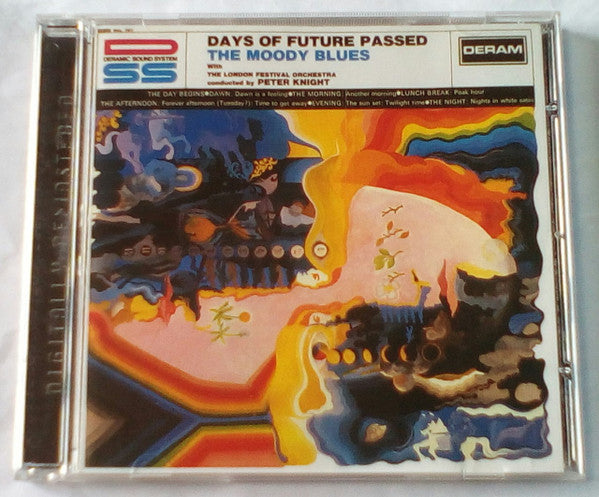 DAYS OF FUTURE PASSED
THE MOODY BLUES
With
THE LONDON FESTIVAL ORCHESTRA
conducted by PETER KNIGHT
DERAMIC SOUND SYSTEM
DSS
DERAM
THE DAY BEGINS●DAWN: Dawn is a feeling●THE MORNING: Another morning●LUNCH BREAK: Peak hour
THE AFTERNOON: Forever afternoon (Tuesday?): Time to get away●EVENING: The sun set: Twilight time●THE NIGHT: Nights in white satin
DIGITALLY REMASTERED